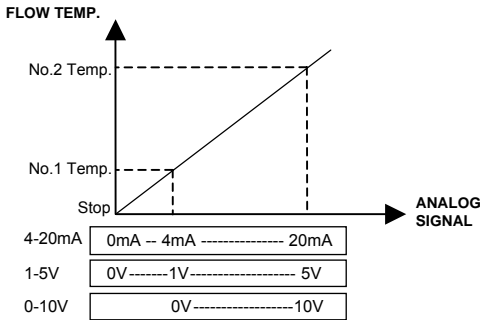 FLOW TEMP.
No.2 Temp.
No.1 Temp.
Stop
ANALOG
SIGNAL
4-20mA 0mA -- 4mA --------------- 20mA
1-5V 0V-------1V------------------ 5V
0-10V 0V-------------------10V